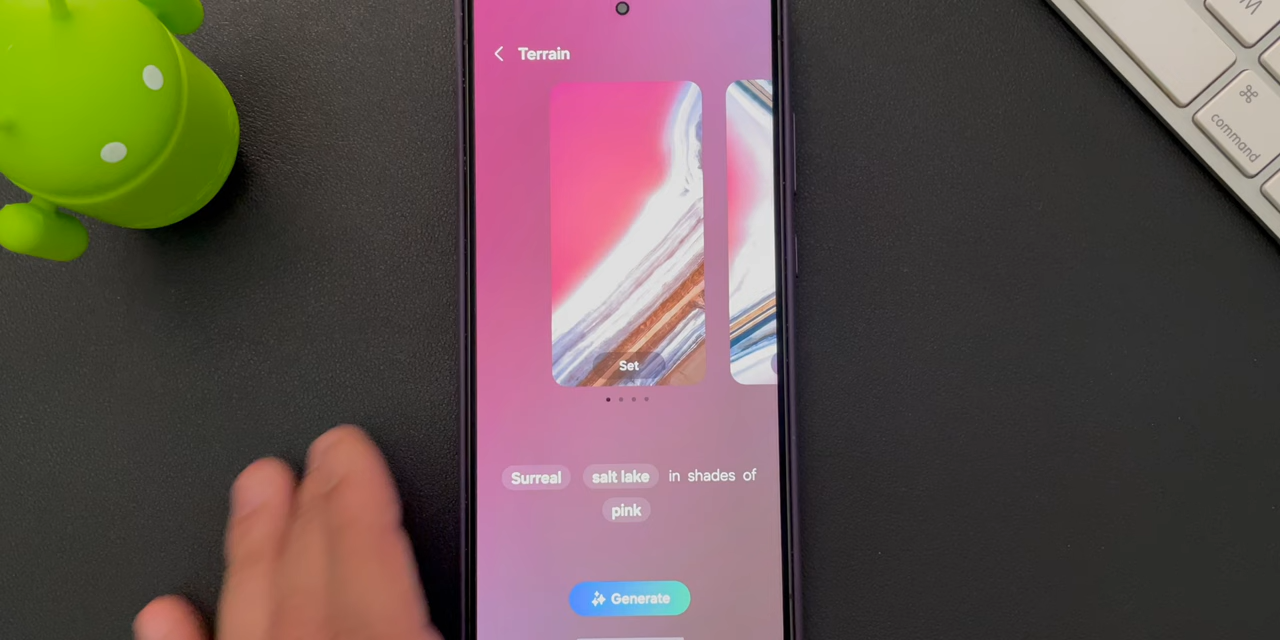 Terrain
Set
Surreal salt lake in shades of
pink
Generate
M
⌘
command